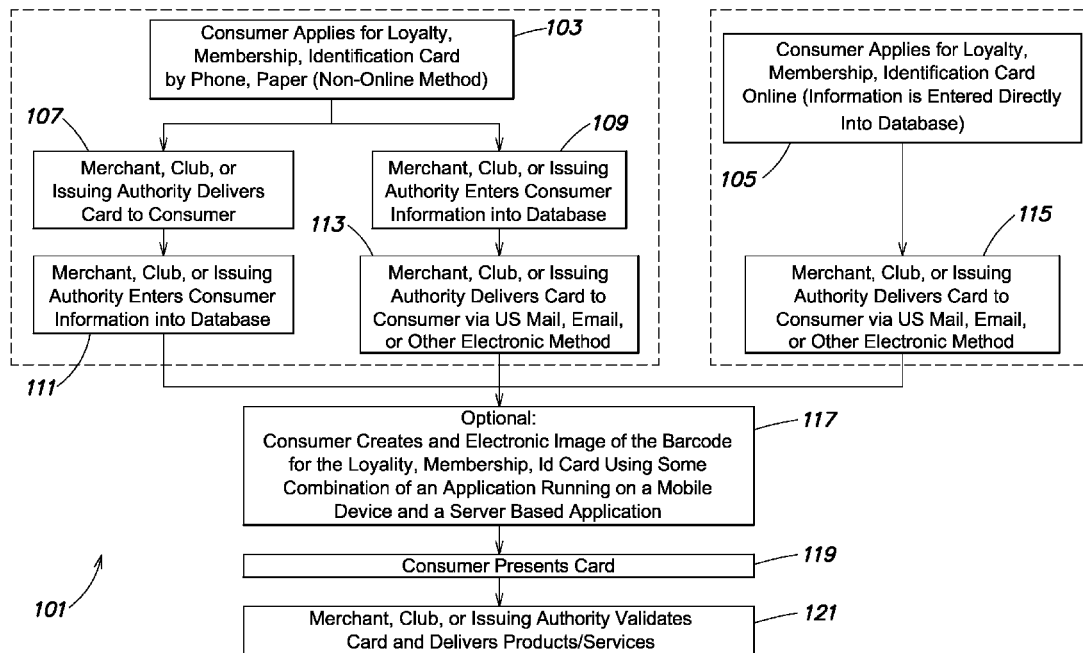 Consumer Applies for Loyalty,
Membership, Identification Card
by Phone, Paper (Non-Online Method)
103
107
Merchant, Club, or
Issuing Authority Delivers
Card to Consumer
109
Merchant, Club, or Issuing
Authority Enters Consumer
Information into Database
Merchant, Club, or Issuing
Authority Enters Consumer
Information into Database
111
113
Merchant, Club, or Issuing
Authority Delivers Card to
Consumer via US Mail, Email,
or Other Electronic Method
Consumer Applies for Loyalty,
Membership, Identification Card
Online (Information is Entered Directly
Into Database)
105
115
Merchant, Club, or Issuing
Authority Delivers Card to
Consumer via US Mail, Email,
or Other Electronic Method
Optional:
Consumer Creates and Electronic Image of the Barcode
for the Loyality, Membership, Id Card Using Some
Combination of an Application Running on a Mobile
Device and a Server Based Application
117
Consumer Presents Card
119
101
Merchant, Club, or Issuing Authority Validates
Card and Delivers Products/Services
121